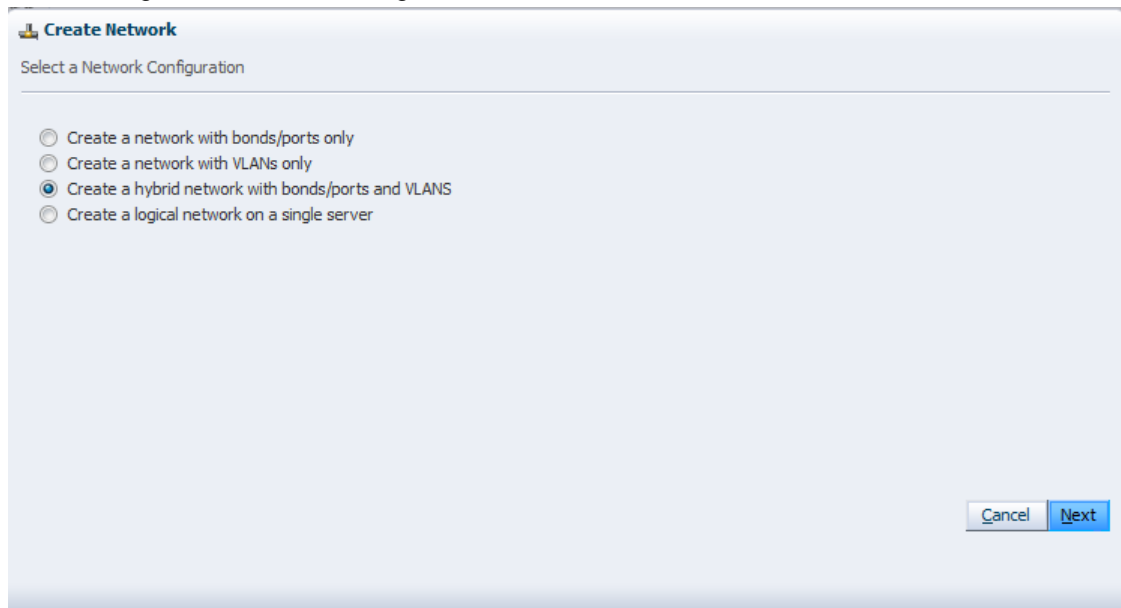 Create Network
Select a Network Configuration
Create a network with bonds/ports only
Create a network with VLANs only
Create a hybrid network with bonds/ports and VLANS
Create a logical network on a single server
Cancel Next